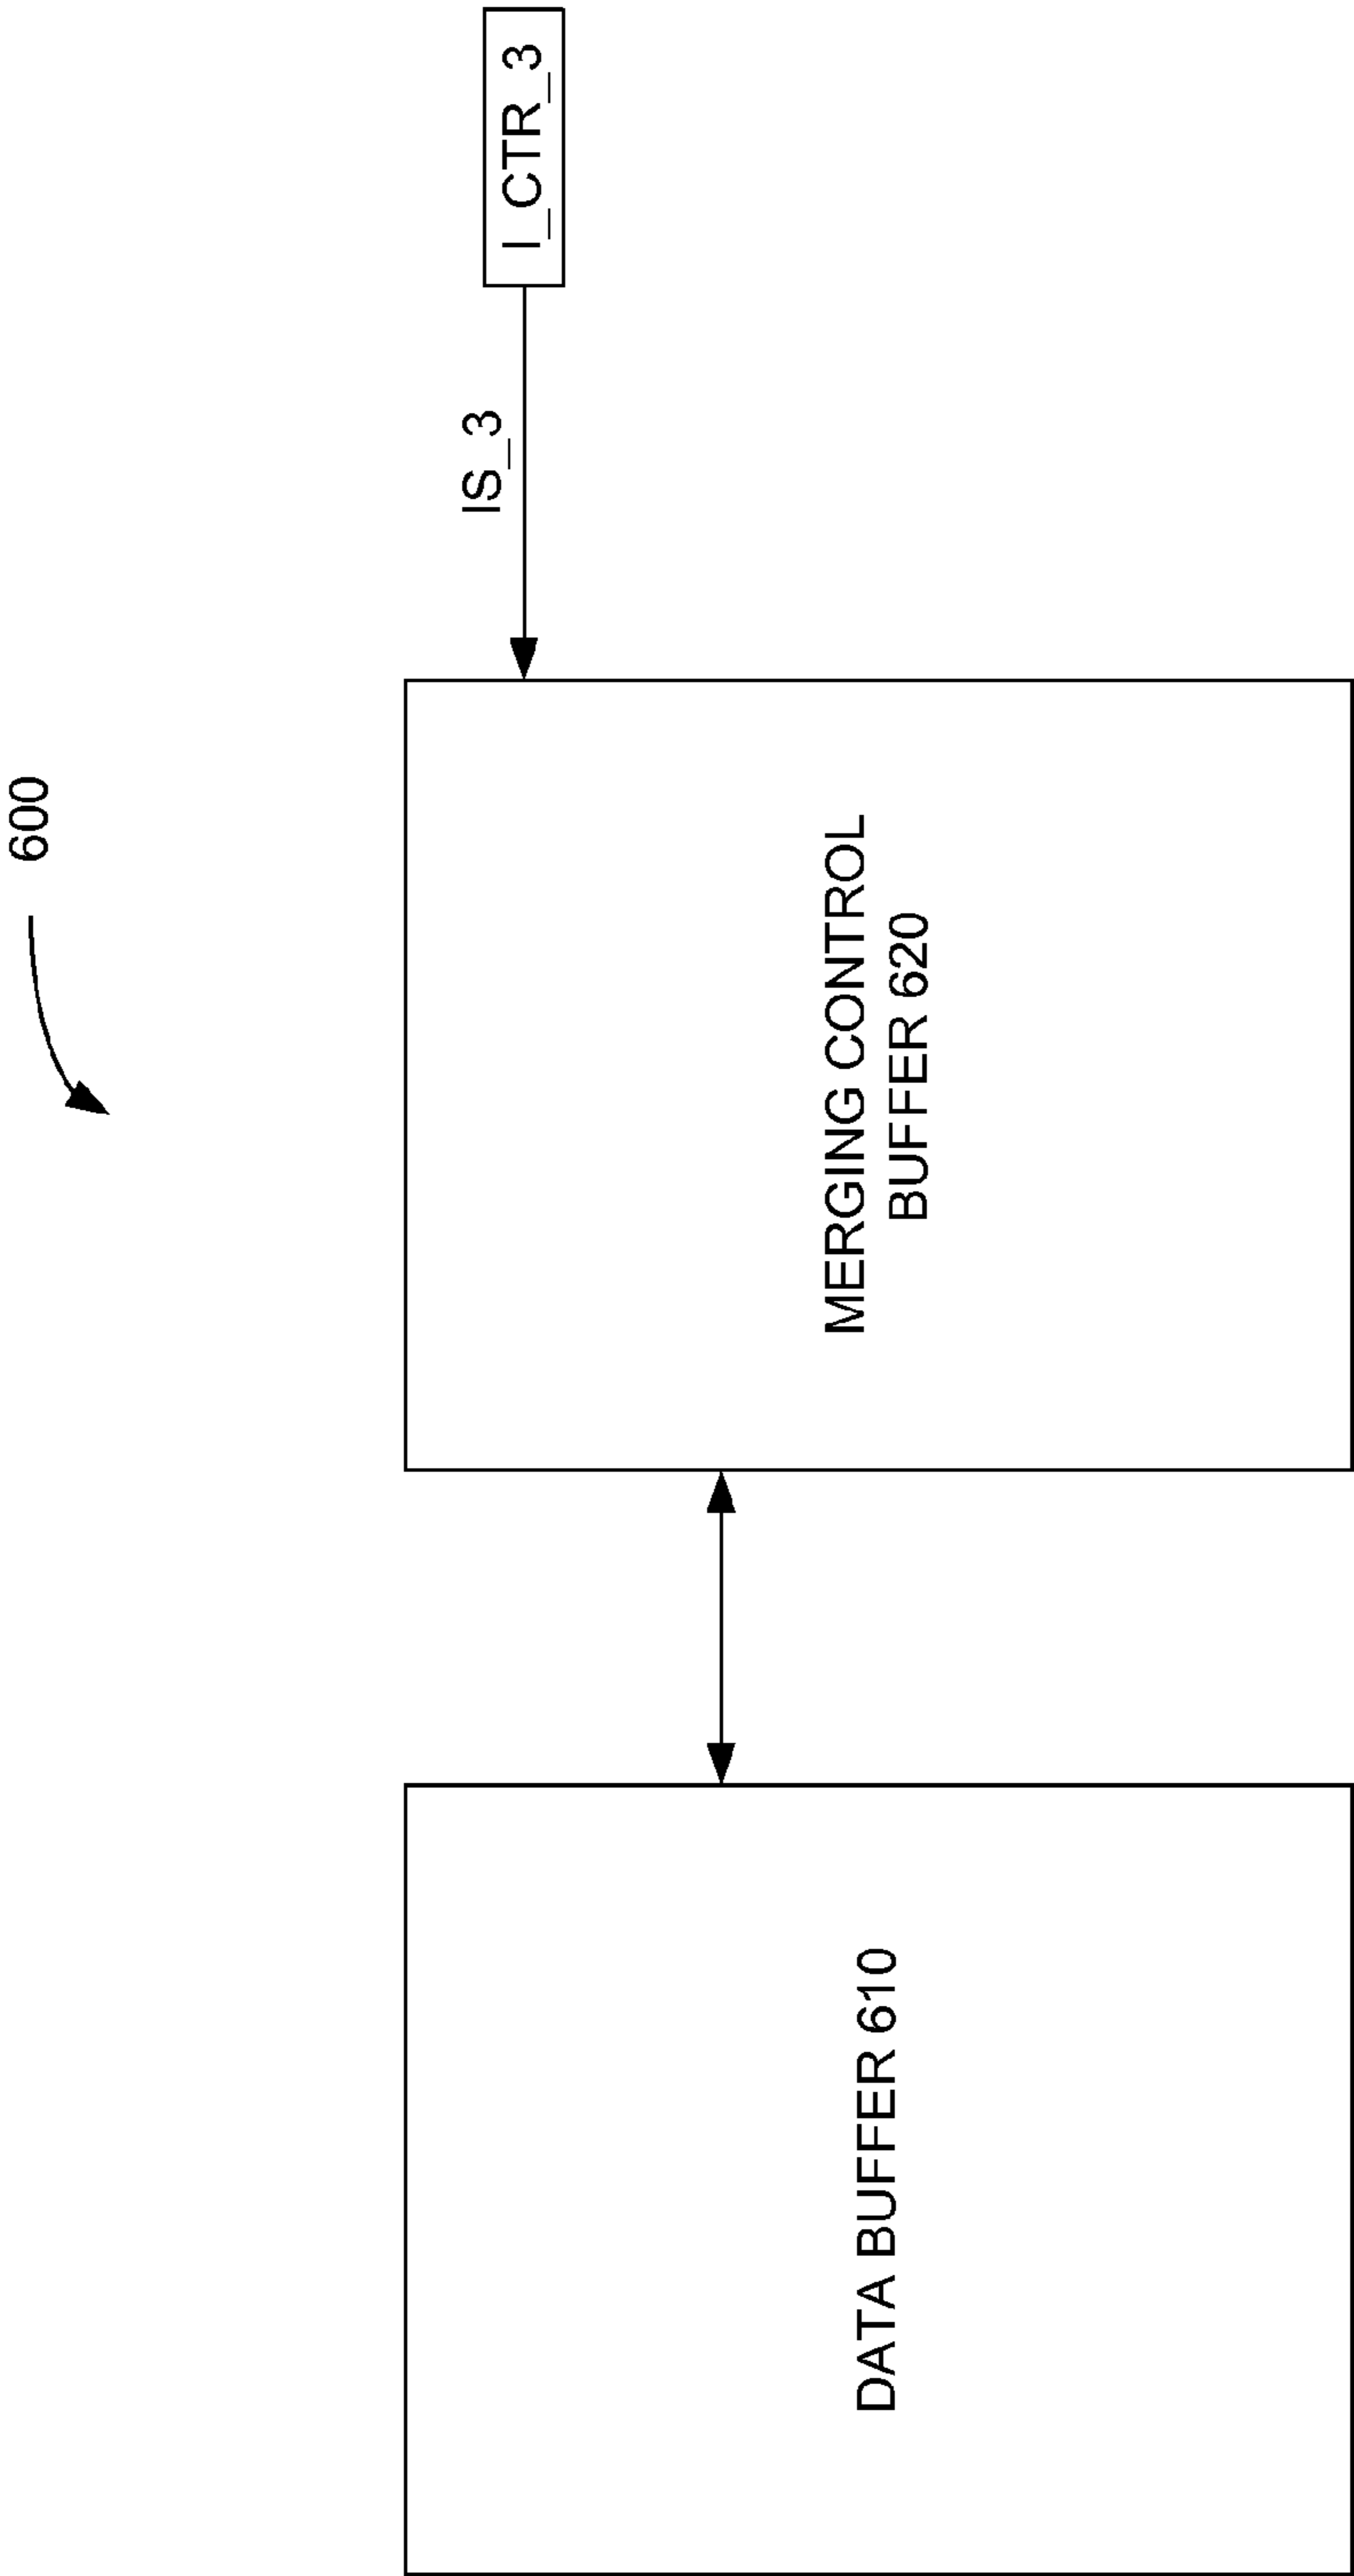 600
DATA BUFFER 610
MERGING CONTROL
BUFFER 620
IS_3
I_CTR_3